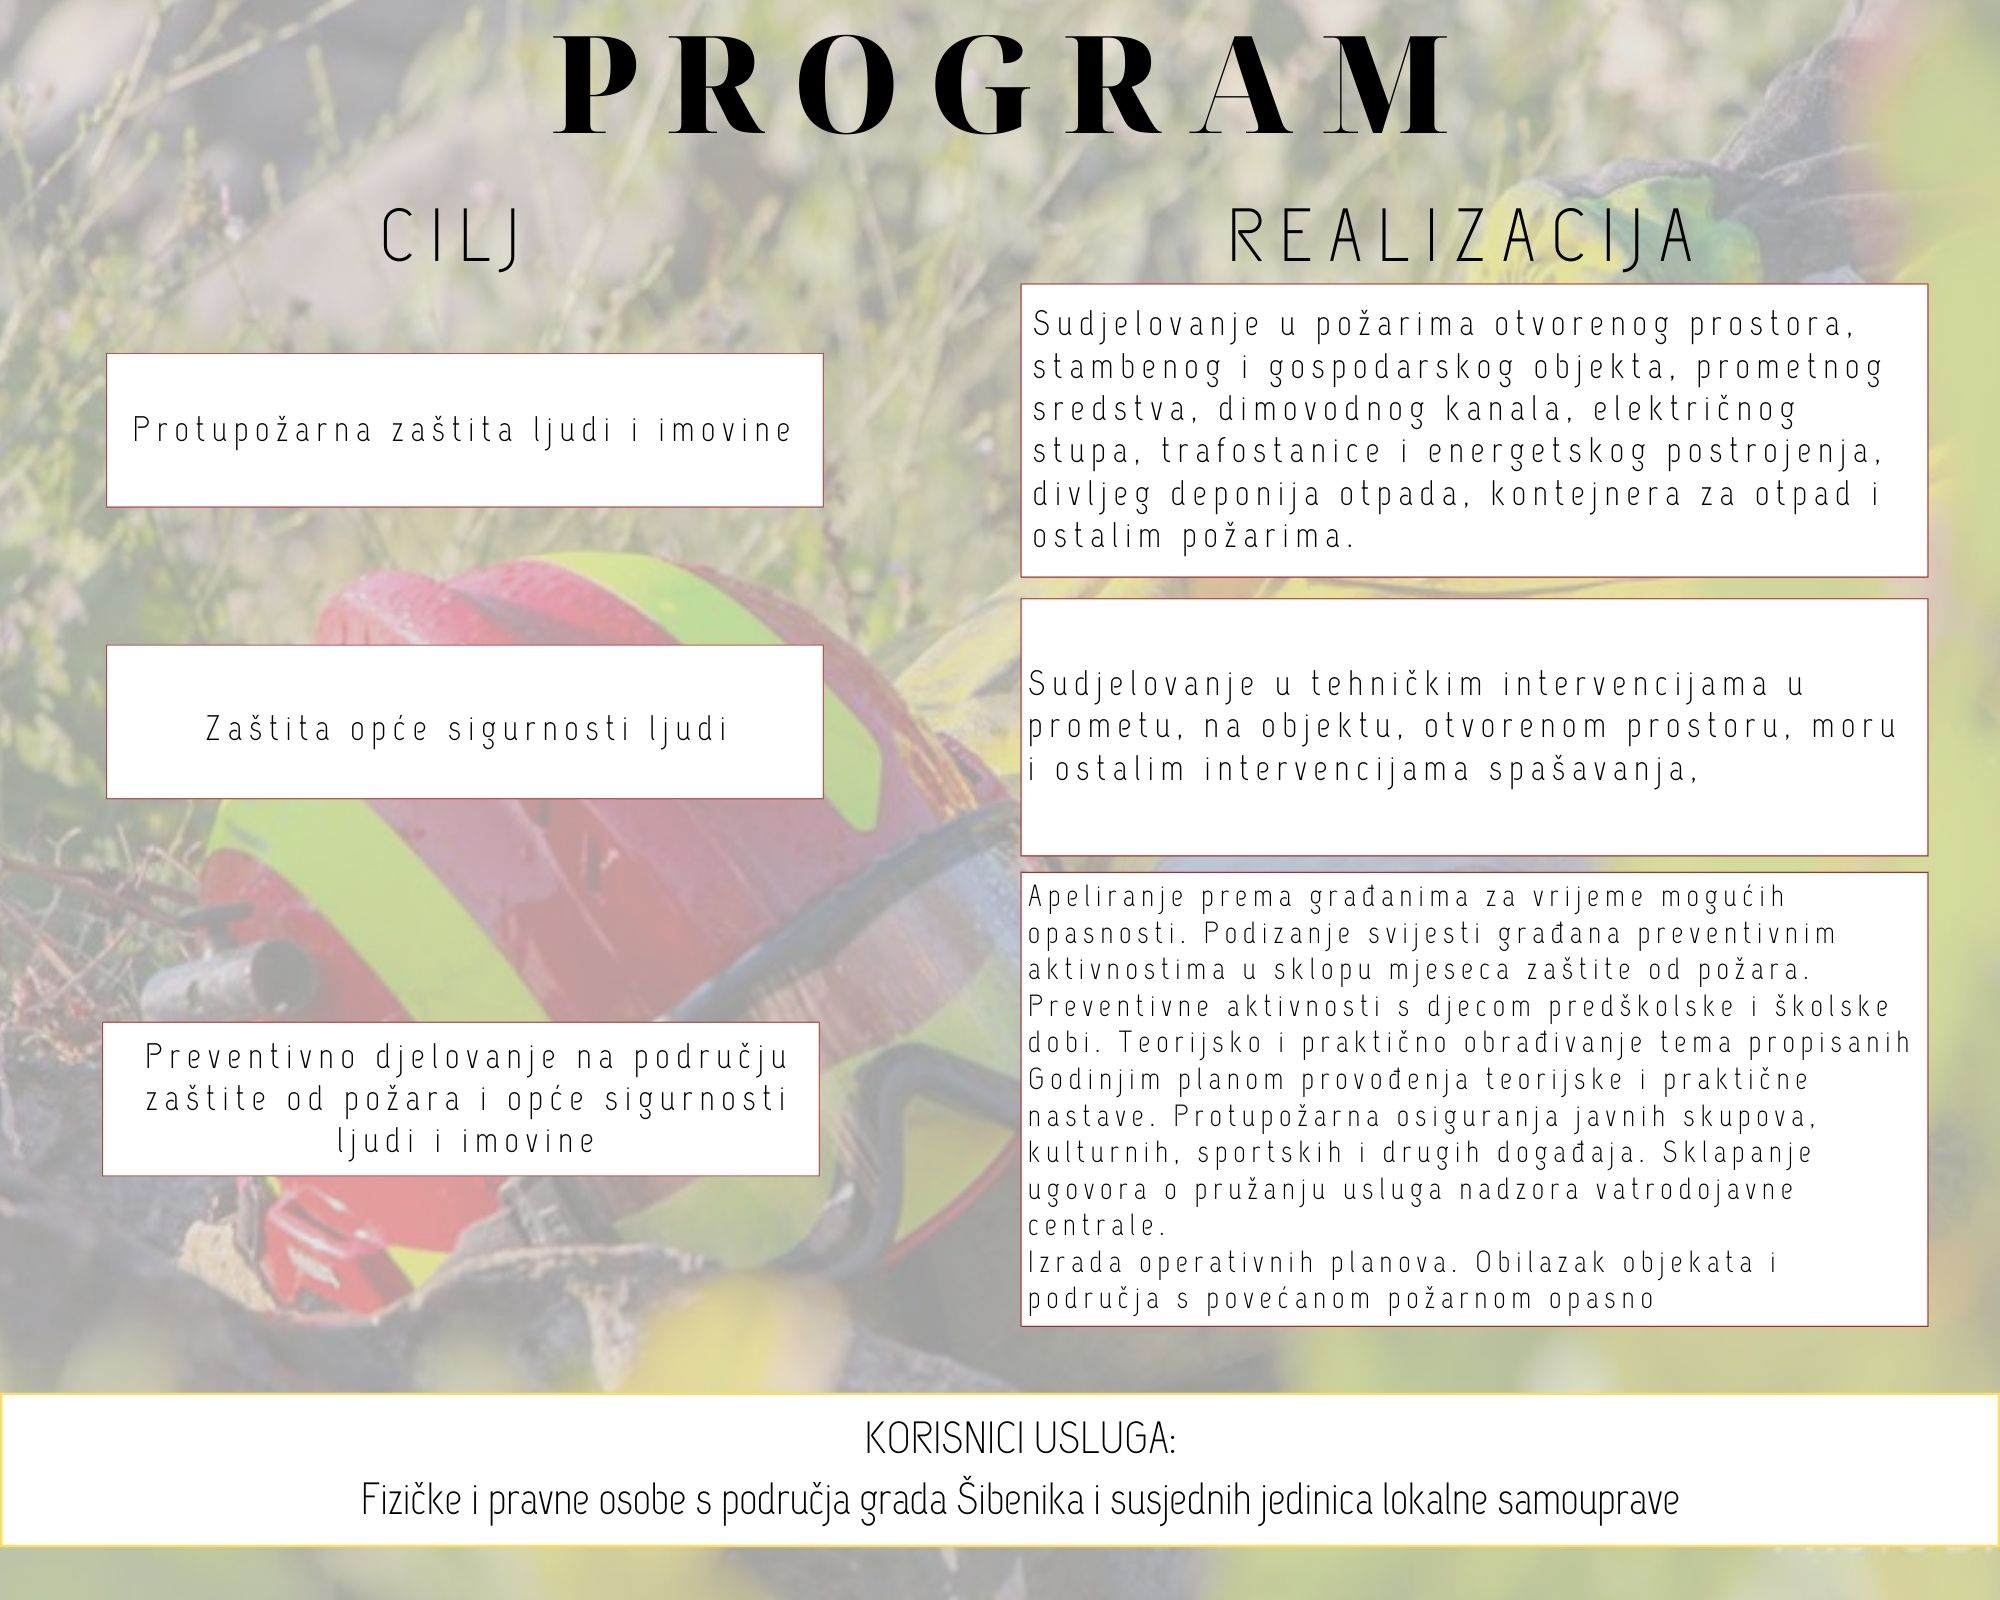 PROGRAM
CILJ
REALIZACIJA
Protupožarna zaštita ljudi i imovine
Sudjelovanje u požarima otvorenog prostora,
stambenog i gospodarskog objekta, prometnog
sredstva, dimovodnog kanala, električnog
stupa, trafostanice i energetskog postrojenja,
divljeg deponija otpada, kontejnera za otpad i
ostalim požarima.
Zaštita opće sigurnosti ljudi
Sudjelovanje u tehničkim intervencijama u
prometu, na objektu, otvorenom prostoru, moru
i ostalim intervencijama spašavanja,
Preventivno djelovanje na području
zaštite od požara i opće sigurnosti
ljudi i imovine
Apeliranje prema građanima za vrijeme mogućih
opasnosti. Podizanje svijesti građana preventivnim
aktivnostima u sklopu mjeseca zaštite od požara.
Preventivne aktivnosti s djecom predškolske i školske
dobi. Teorijsko i praktično obrađivanje tema propisanih
Godinjim planom provođenja teorijske i praktične
nastave. Protupožarna osiguranja javnih skupova,
kulturnih, sportskih i drugih događaja. Sklapanje
ugovora o pružanju usluga nadzora vatrodojavne
centrale.
Izrada operativnih planova. Obilazak objekata i
područja s povećanom požarnom opasno
KORISNICI USLUGA:
Fizičke i pravne osobe s područja grada Šibenika i susjednih jedinica lokalne samouprave